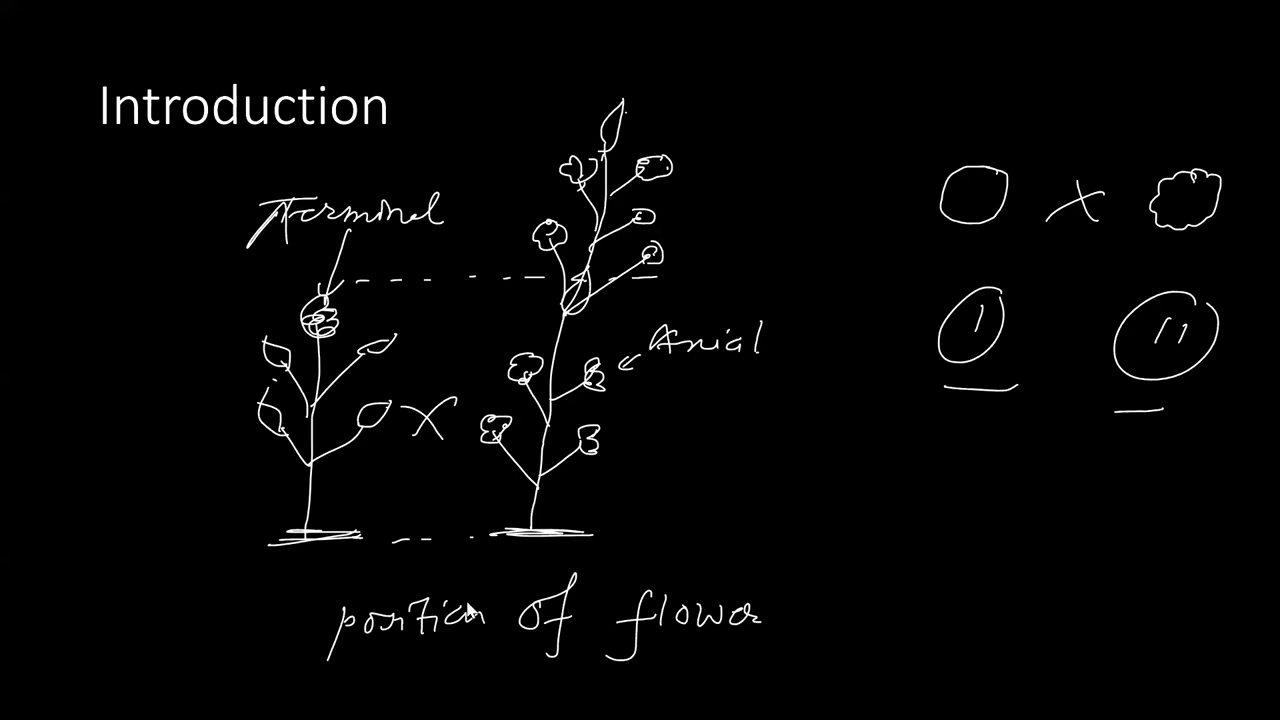 Introduction
Terminal
Axial
X
X
position of flower